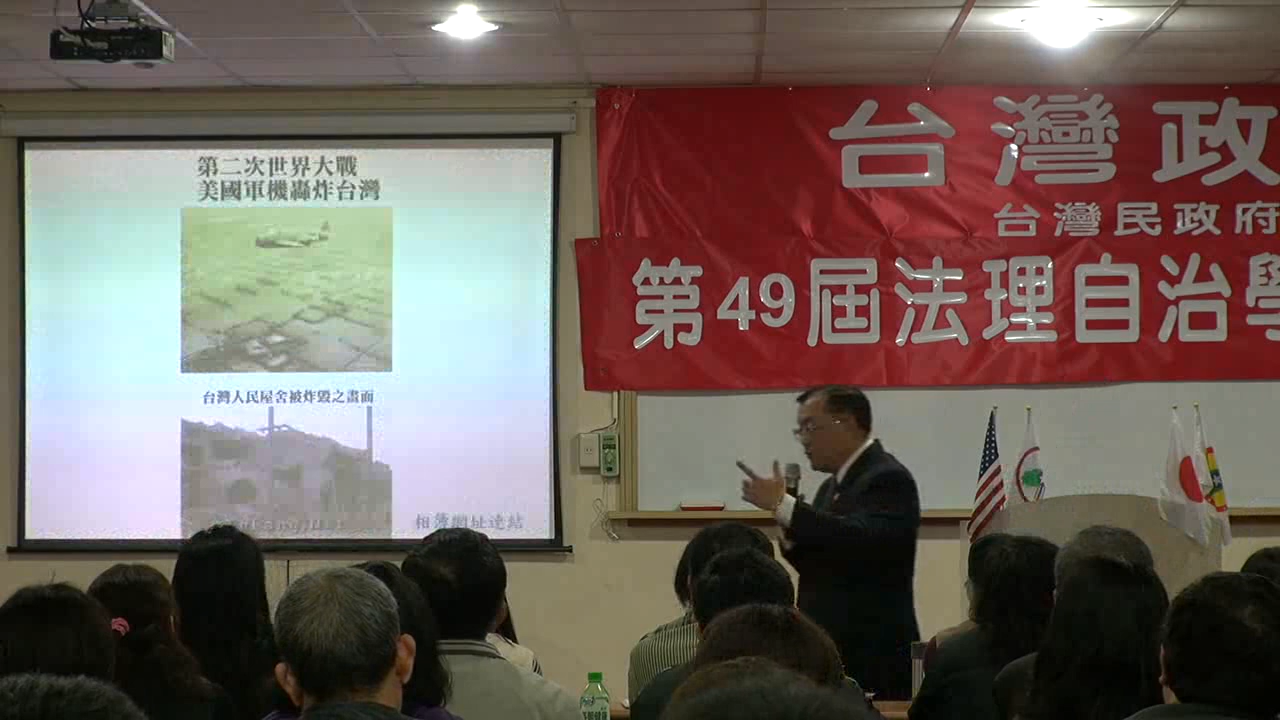 第二次世界大戰
美國軍機轟炸台灣
台灣人民屋舍被炸毀之畫面
相簿網址連結
台灣政
台灣民政府
第49屆法理自治學